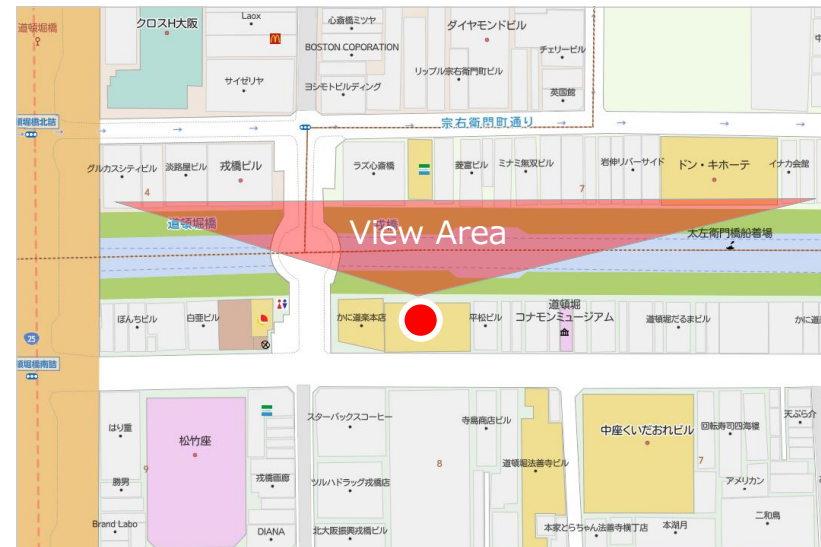 道頓堀橋
クロスH大阪
Laox
心斎橋ミツヤ
ダイヤモンドビル
BOSTON COPORATION
チェリービル
サイゼリヤ
リップル宗右衛門町ビル
ヨシモトビルディング
英国館
頓堀橋北詰
宗右衛門町通り
グルカスシティビル
淡路屋ビル
戎橋ビル
ラズ心斎橋
菱富ビル
ミナミ無双ビル
岩伸リバーサイド
ドン・キホーテ
イナカ会館
4
7
道頓堀橋
戎橋
View Area
太左衛門橋船着場
ぼんちビル
白亜ビル
かに道楽本店
平松ビル
道頓堀
コナモンミュージアム
道頓堀だるまビル
かに道
25
頓堀橋南詰
はり重
松竹座
スターバックスコーヒー
寺島商店ビル
中座くいだおれビル
回転寿司四海樓
天ぷら介
9
8
7
道頓堀法善寺ビル
勝男
戎橋画廊
ツルハドラッグ戎橋店
アメリカン
Brand Labo
DIANA
北大阪振興戎橋ビル
本家とらちゃん法善寺横丁店
本湖月
二和鳥